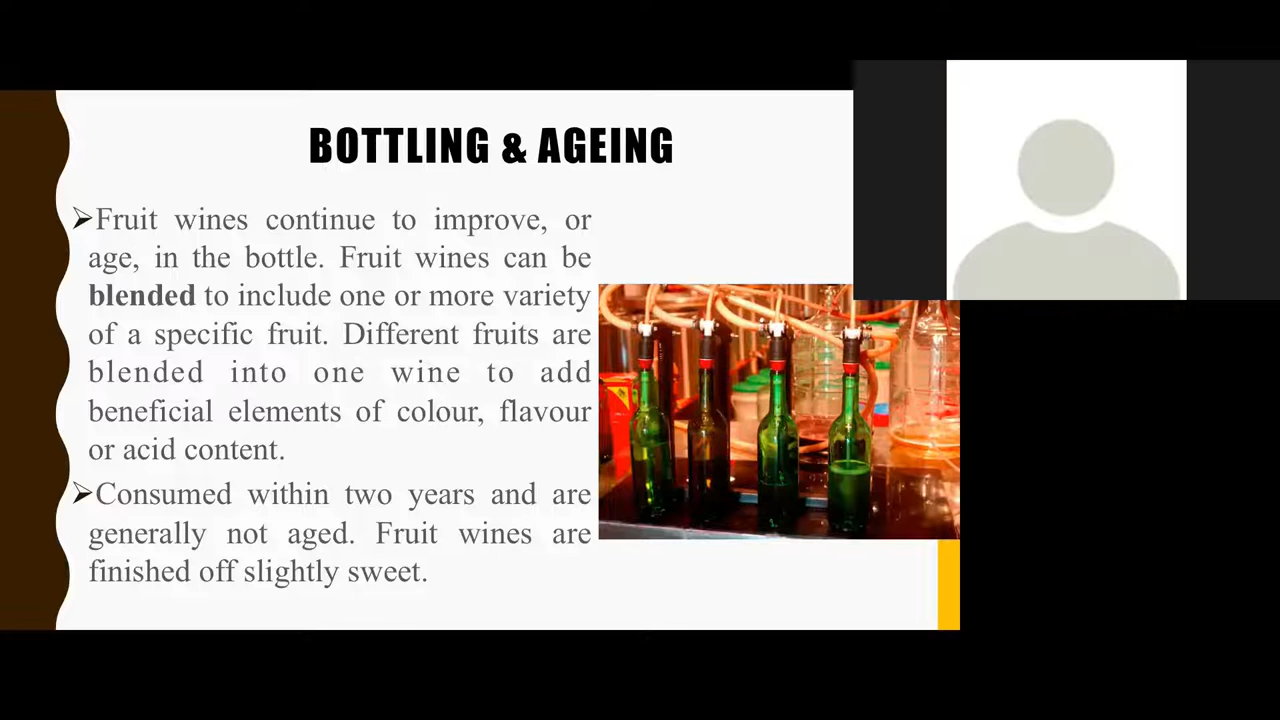 BOTTLING & AGEING
➢Fruit wines continue to improve, or
age, in the bottle. Fruit wines can be
blended to include one or more variety
of a specific fruit. Different fruits are
blended into one wine to add
beneficial elements of colour, flavour
or acid content.
➢Consumed within two years and are
generally not aged. Fruit wines are
finished off slightly sweet.